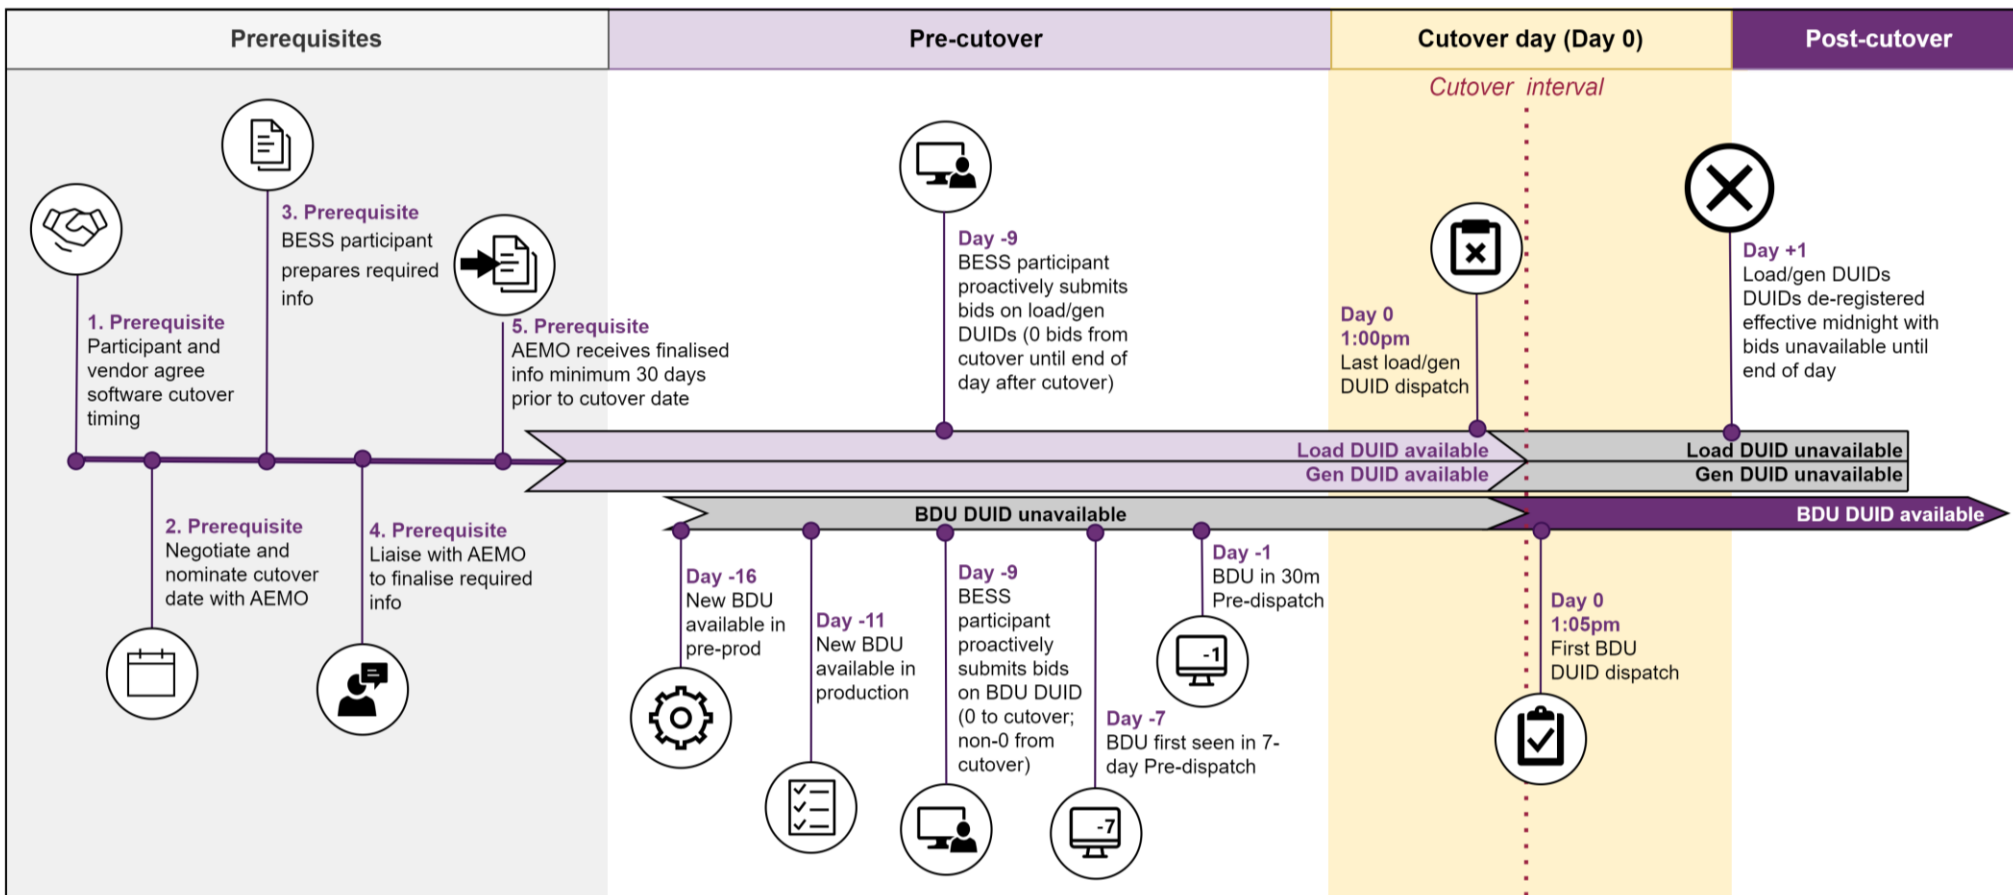 Prerequisites
Pre-cutover
Cutover day (Day 0)
Post-cutover
Cutover interval
1. Prerequisite
Participant and
vendor agree
software cutover
timing
2. Prerequisite
Negotiate and
nominate cutover
date with AEMO
3. Prerequisite
BESS participant
prepares required
info
4. Prerequisite
Liaise with AEMO
to finalise required
info
5. Prerequisite
AEMO receives finalised
info minimum 30 days
prior to cutover date
Day -9
BESS participant
proactively submits
bids on load/gen
DUIDs (0 bids from
cutover until end of
day after cutover)
Day 0
1:00pm
Last load/gen
DUID dispatch
Day +1
Load/gen DUIDs
DUIDs de-registered
effective midnight with
bids unavailable until
end of day
Load DUID available
Gen DUID available
Load DUID unavailable
Gen DUID unavailable
BDU DUID unavailable
BDU DUID available
Day -16
New BDU
available in
pre-prod
Day -11
New BDU
available in
production
Day -9
BESS
participant
proactively
submits bids
on BDU DUID
(0 to cutover;
non-0 from
cutover)
Day -7
BDU first seen in 7-
day Pre-dispatch
-7
Day -1
BDU in 30m
Pre-dispatch
-1
Day 0
1:05pm
First BDU
DUID dispatch